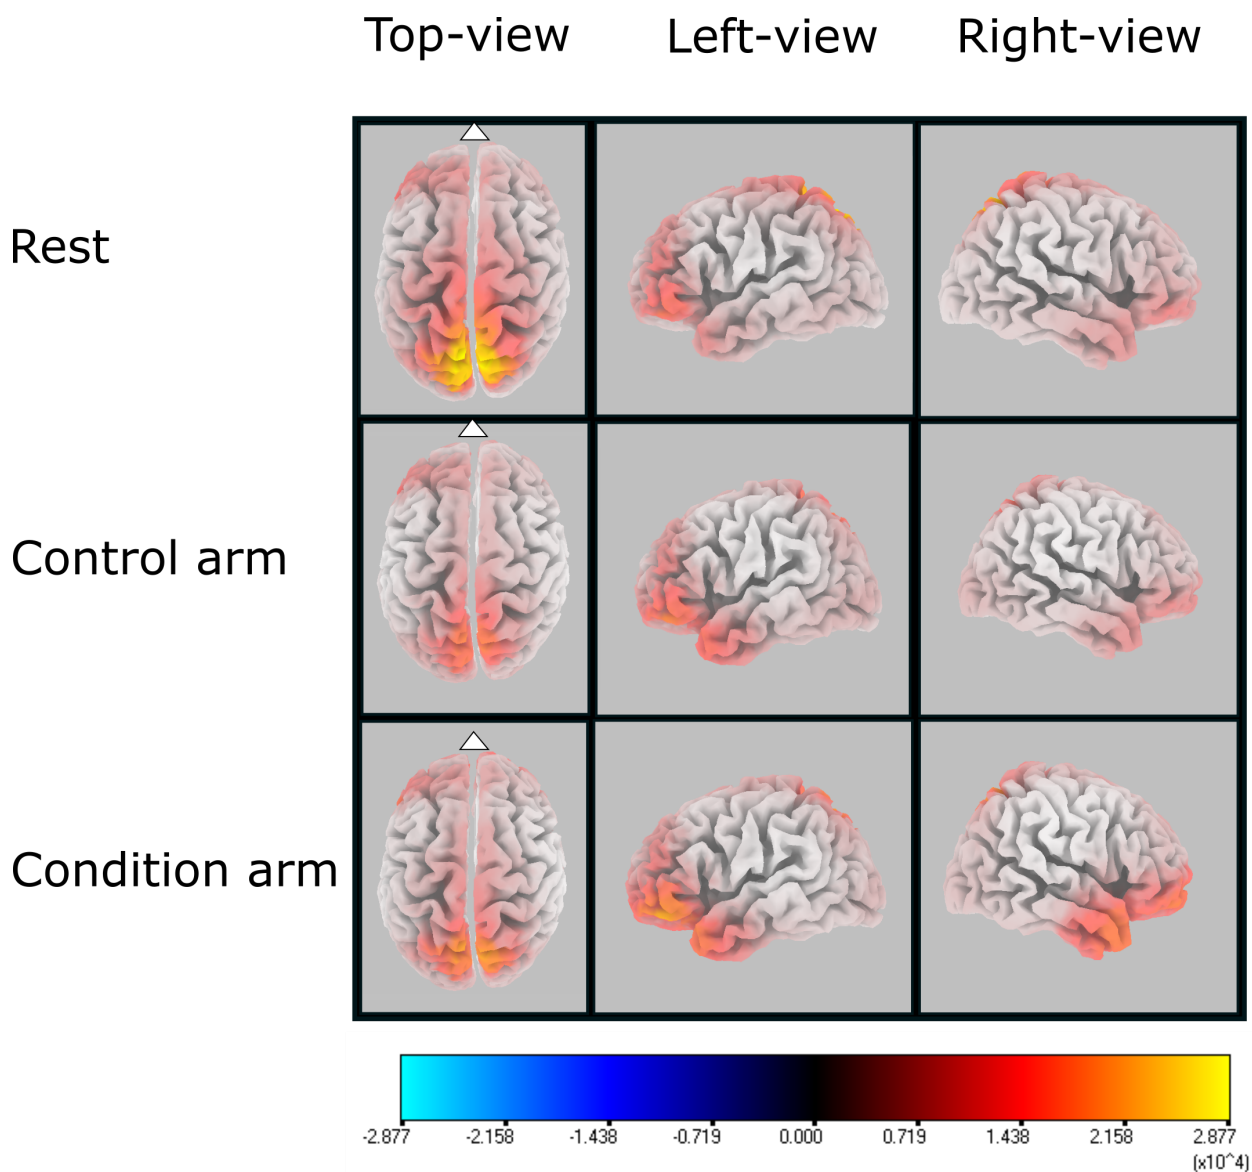 Top-view Left-view Right-view
Rest
Control arm
Condition arm
-2.877 -2.158 -1.438 -0.719 0.000 0.719 1.438 2.158 2.877
(x10^4)